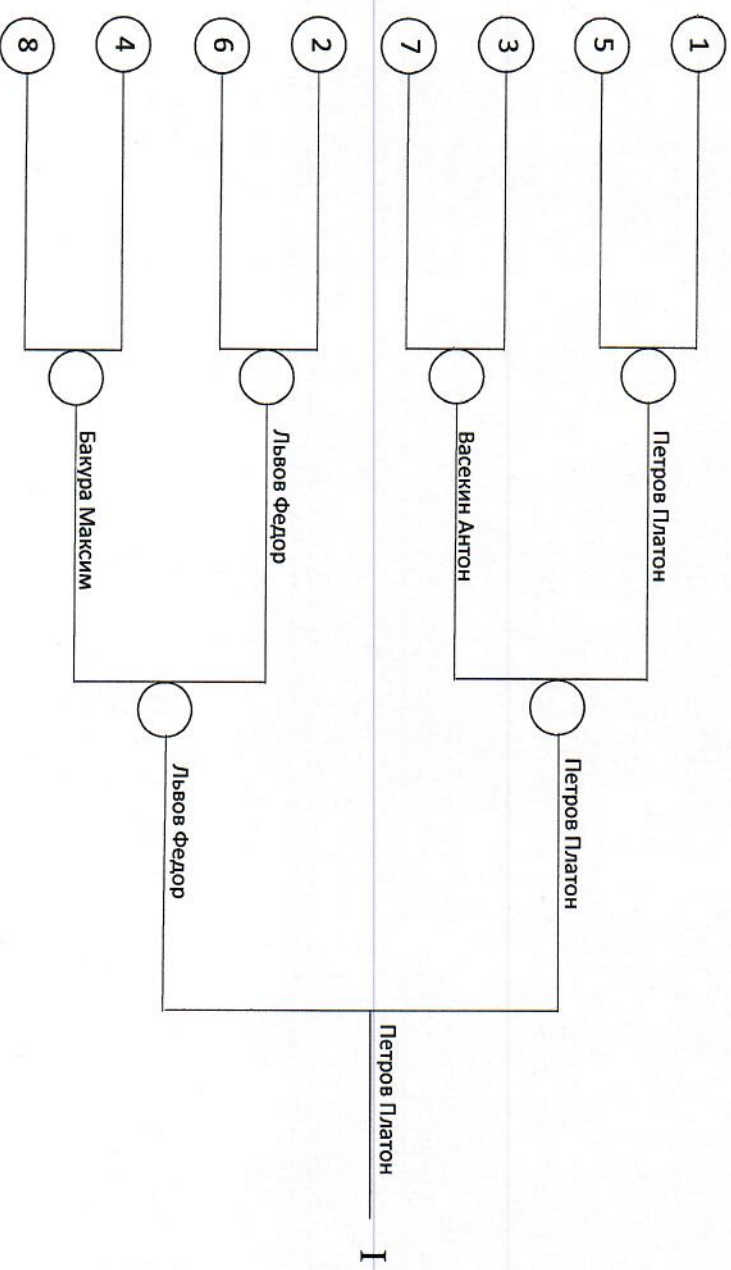 1
5
3
7
2
6
4
8
Петров Платон
Васекин Антон
Львов Федор
Бакура Максим
Петров Платон
Львов Федор
Петров Платон
I